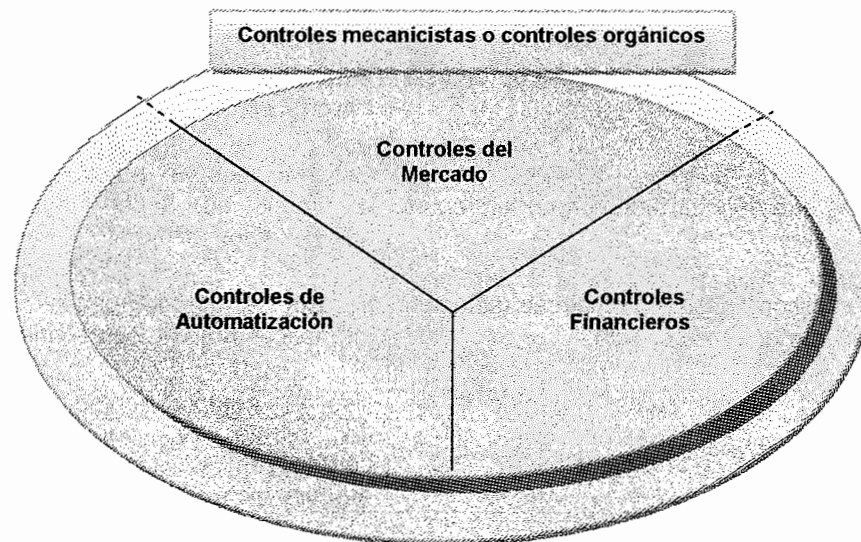 Controles mecanicistas o controles orgánicos
Controles del
Mercado
Controles de
Automatización
Controles
Financieros